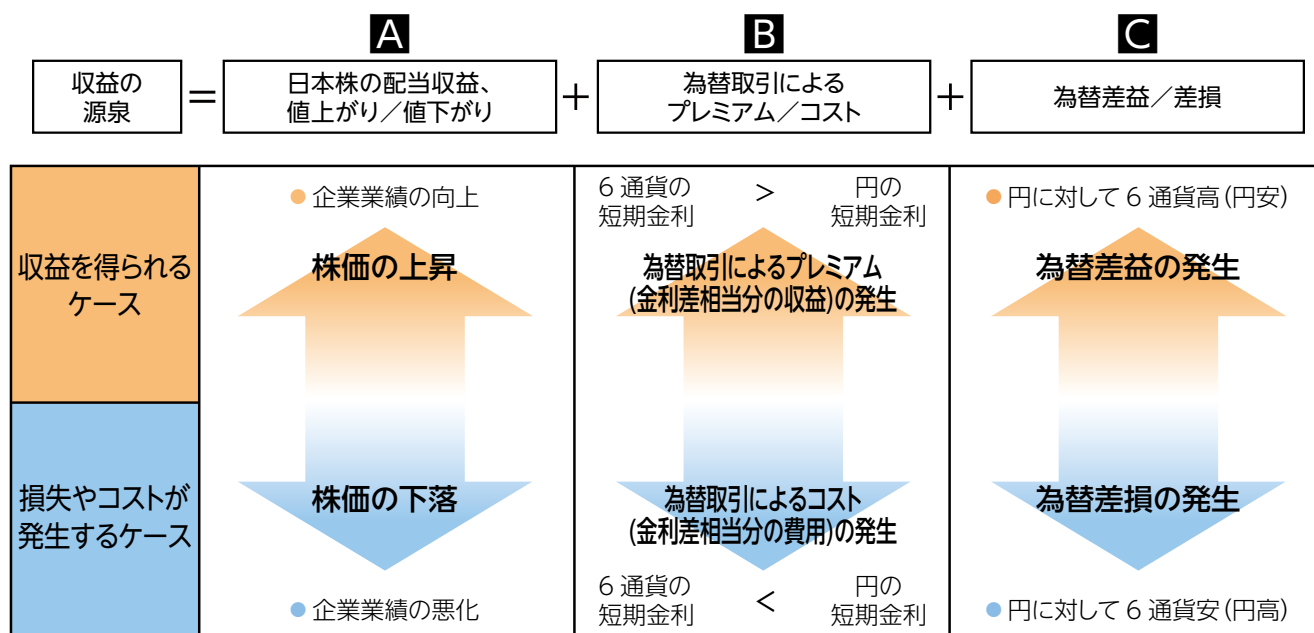 A
B
C
収益の
源泉
=
日本株の配当収益、
値上がり／値下がり
+
為替取引による
プレミアム／コスト
+
為替差益／差損
収益を得られる
ケース
● 企業業績の向上
株価の上昇
6 通貨の
短期金利
>
円の
短期金利
為替取引によるプレミアム
(金利差相当分の収益)の発生
● 円に対して 6 通貨高（円安）
為替差益の発生
損失やコストが
発生するケース
株価の下落
● 企業業績の悪化
為替取引によるコスト
(金利差相当分の費用)の発生
6 通貨の
短期金利
<
円の
短期金利
為替差損の発生
● 円に対して 6 通貨安（円高）